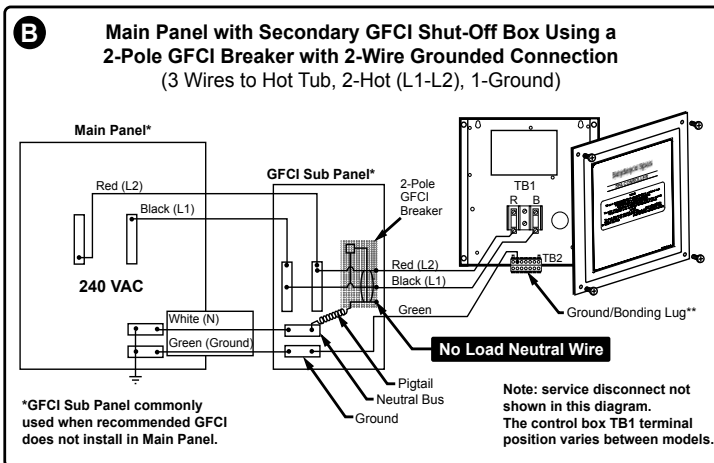 B
Main Panel with Secondary GFCI Shut-Off Box Using a
2-Pole GFCI Breaker with 2-Wire Grounded Connection
(3 Wires to Hot Tub, 2-Hot (L1-L2), 1-Ground)
Main Panel*
GFCI Sub Panel*
2-Pole
GFCI
Breaker
TB1
R B
Red (L2)
Black (L1)
240 VAC
Red (L2)
Black (L1)
Green
TB2
Ground/Bonding Lug**
White (N)
Green (Ground)
No Load Neutral Wire
Pigtail
Neutral Bus
Ground
*GFCI Sub Panel commonly
used when recommended GFCI
does not install in Main Panel.
Note: service disconnect not
shown in this diagram.
The control box TB1 terminal
position varies between models.